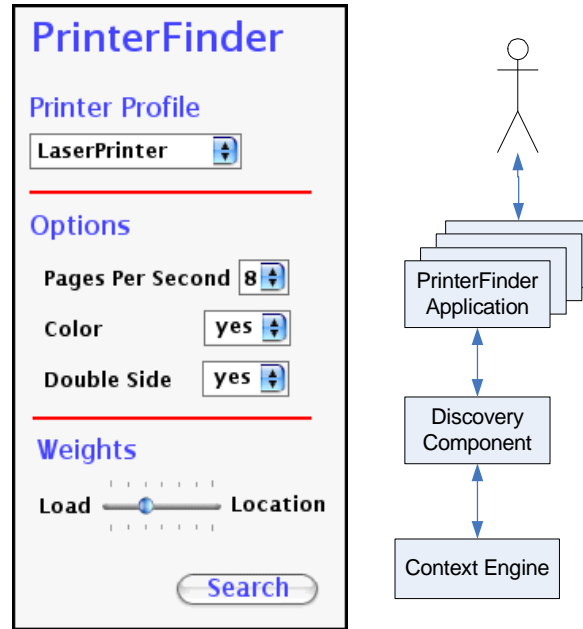 PrinterFinder
Printer Profile
LaserPrinter
Options
Pages Per Second 8
Color yes
Double Side yes
Weights
Load Location
Search
PrinterFinder
Application
Discovery
Component
Context Engine